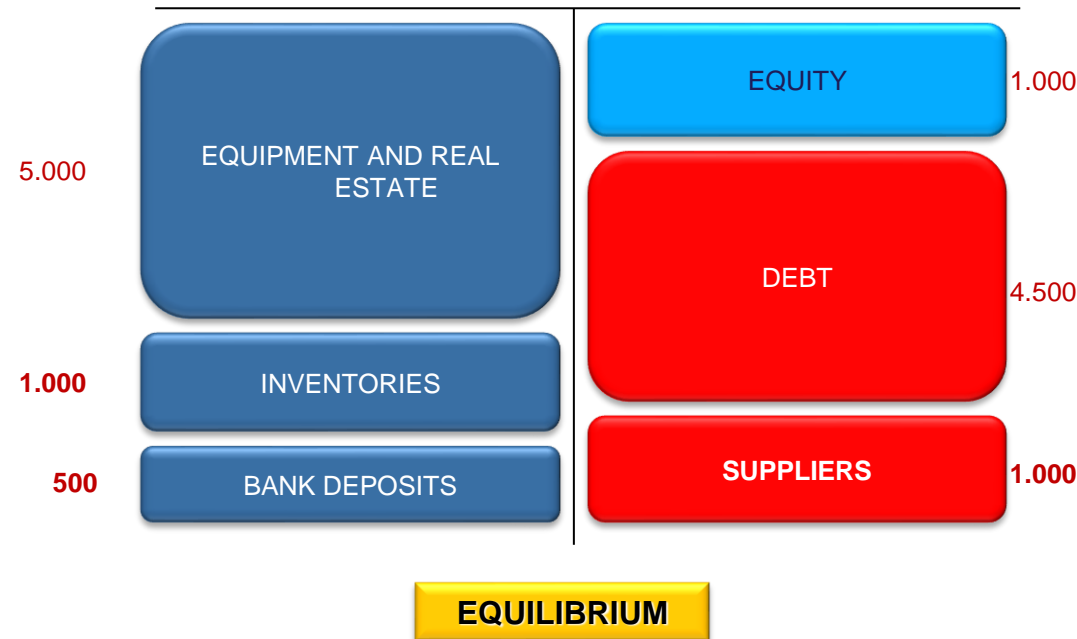 5.000
EQUIPMENT AND REAL
ESTATE
1.000
INVENTORIES
500
BANK DEPOSITS
EQUITY
1.000
DEBT
4.500
SUPPLIERS
1.000
EQUILIBRIUM